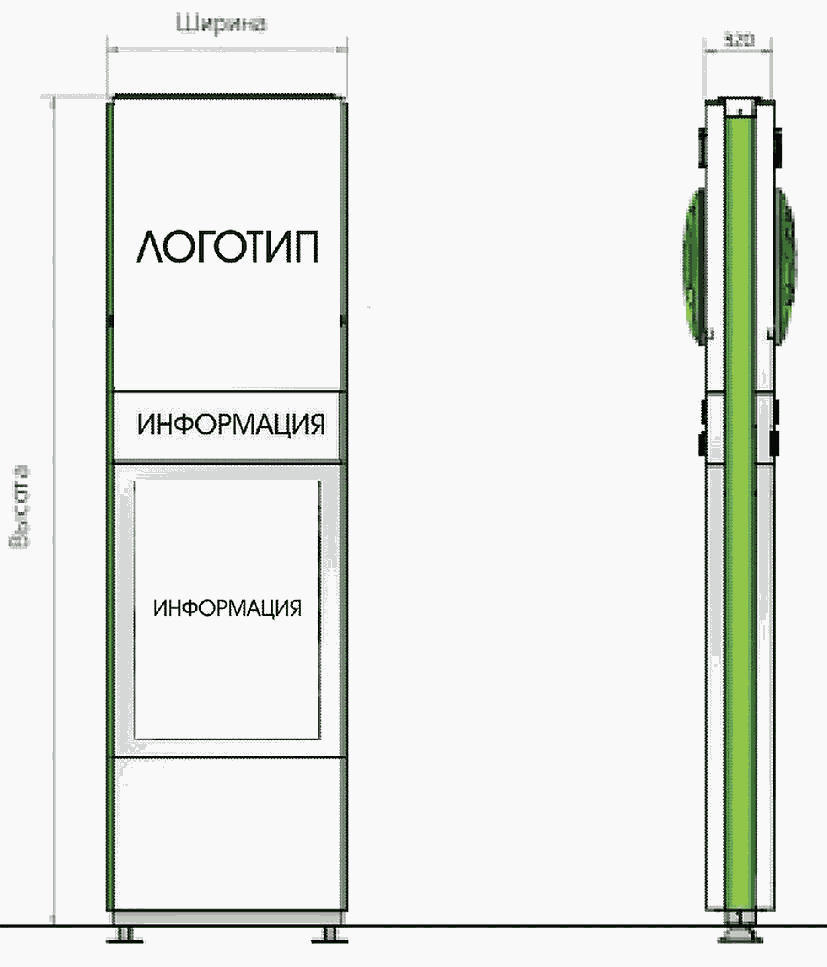 Ширина
320
ЛОГОТИП
ИНФОРМАЦИЯ
Высота
ИНФОРМАЦИЯ